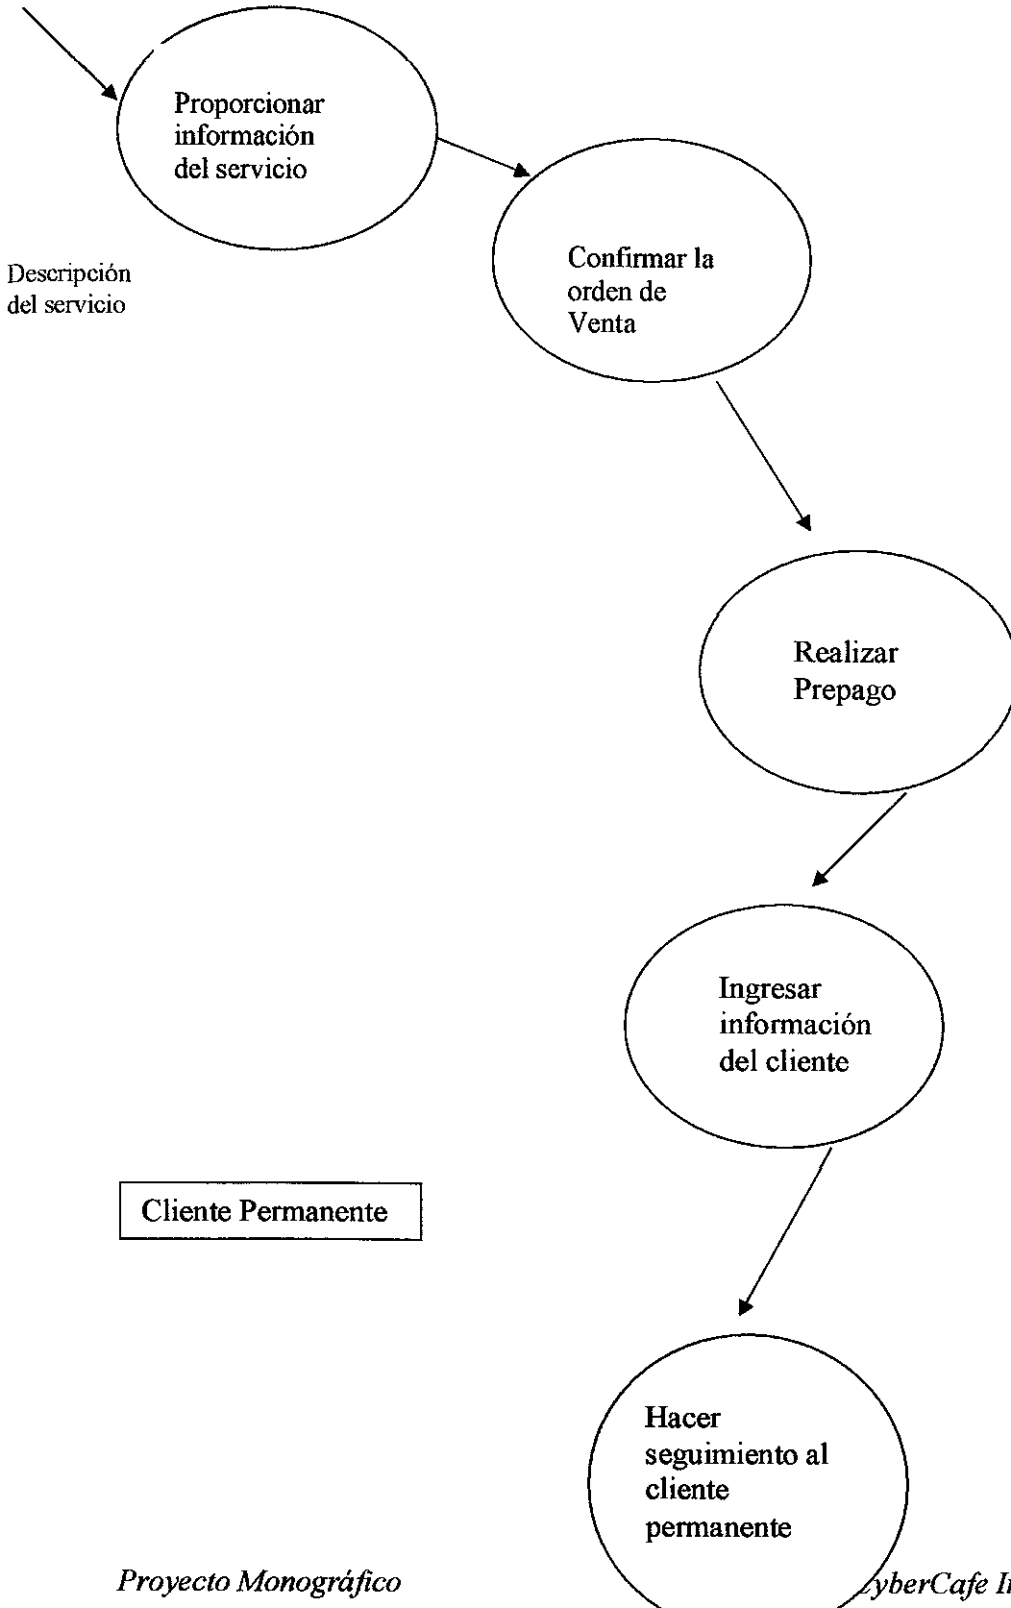 Proporcionar
información
del servicio
Descripción
del servicio
Confirmar la
orden de
Venta
Realizar
Prepago
Ingresar
información
del cliente
Cliente Permanente
Hacer
seguimiento al
cliente
permanente
Proyecto Monográfico